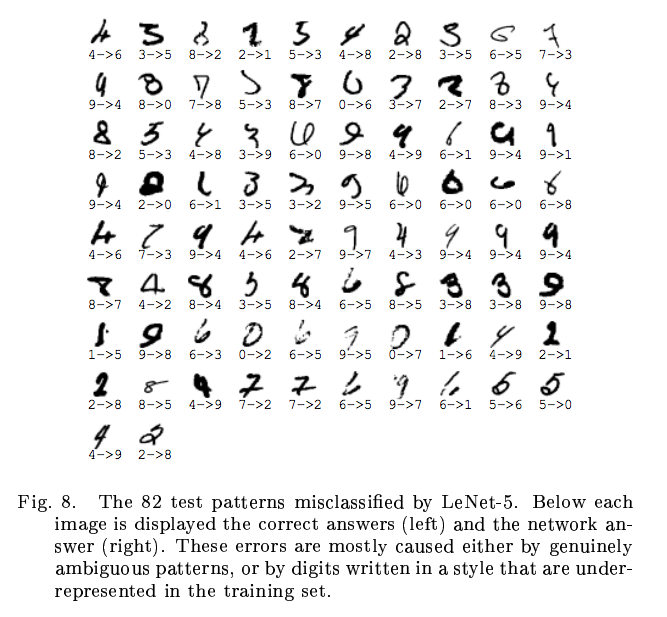 4->6 3->5 8->2 2->1 5->3 4->8 2->8 3->5 6->5 7->3
9->4 8->0 7->8 5->3 8->7 0->6 3->7 2->7 8->3 9->4
8->2 5->3 4->8 3->9 6->0 9->8 4->9 6->1 9->4 9->1
9->4 2->0 6->1 3->5 3->2 9->5 6->0 6->0 6->0 6->8
4->6 7->3 9->4 4->6 2->7 9->7 4->3 9->4 9->4 9->4
8->7 4->2 8->4 3->5 8->4 6->5 8->5 3->8 3->8 9->8
1->5 9->8 6->3 0->2 6->5 9->5 0->7 1->6 4->9 2->1
2->8 8->5 4->9 7->2 7->2 6->5 9->7 6->1 5->6 5->0
4->9 2->8
Fig. 8. The 82 test patterns misclassified by LeNet-5. Below each
image is displayed the correct answers (left) and the network an-
swer (right). These errors are mostly caused either by genuinely
ambiguous patterns, or by digits written in a style that are under-
represented in the training set.